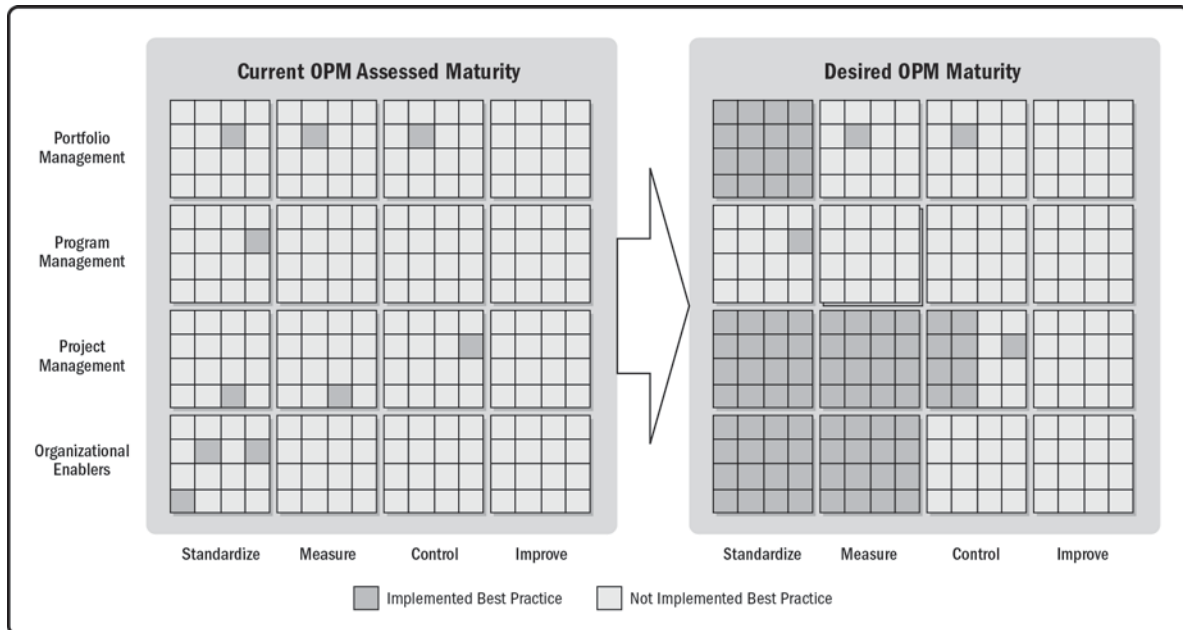 Current OPM Assessed Maturity
Desired OPM Maturity
Portfolio
Management
Program
Management
Project
Management
Organizational
Enablers
Standardize
Measure
Control
Improve
Standardize
Measure
Control
Improve
Implemented Best Practice
Not Implemented Best Practice